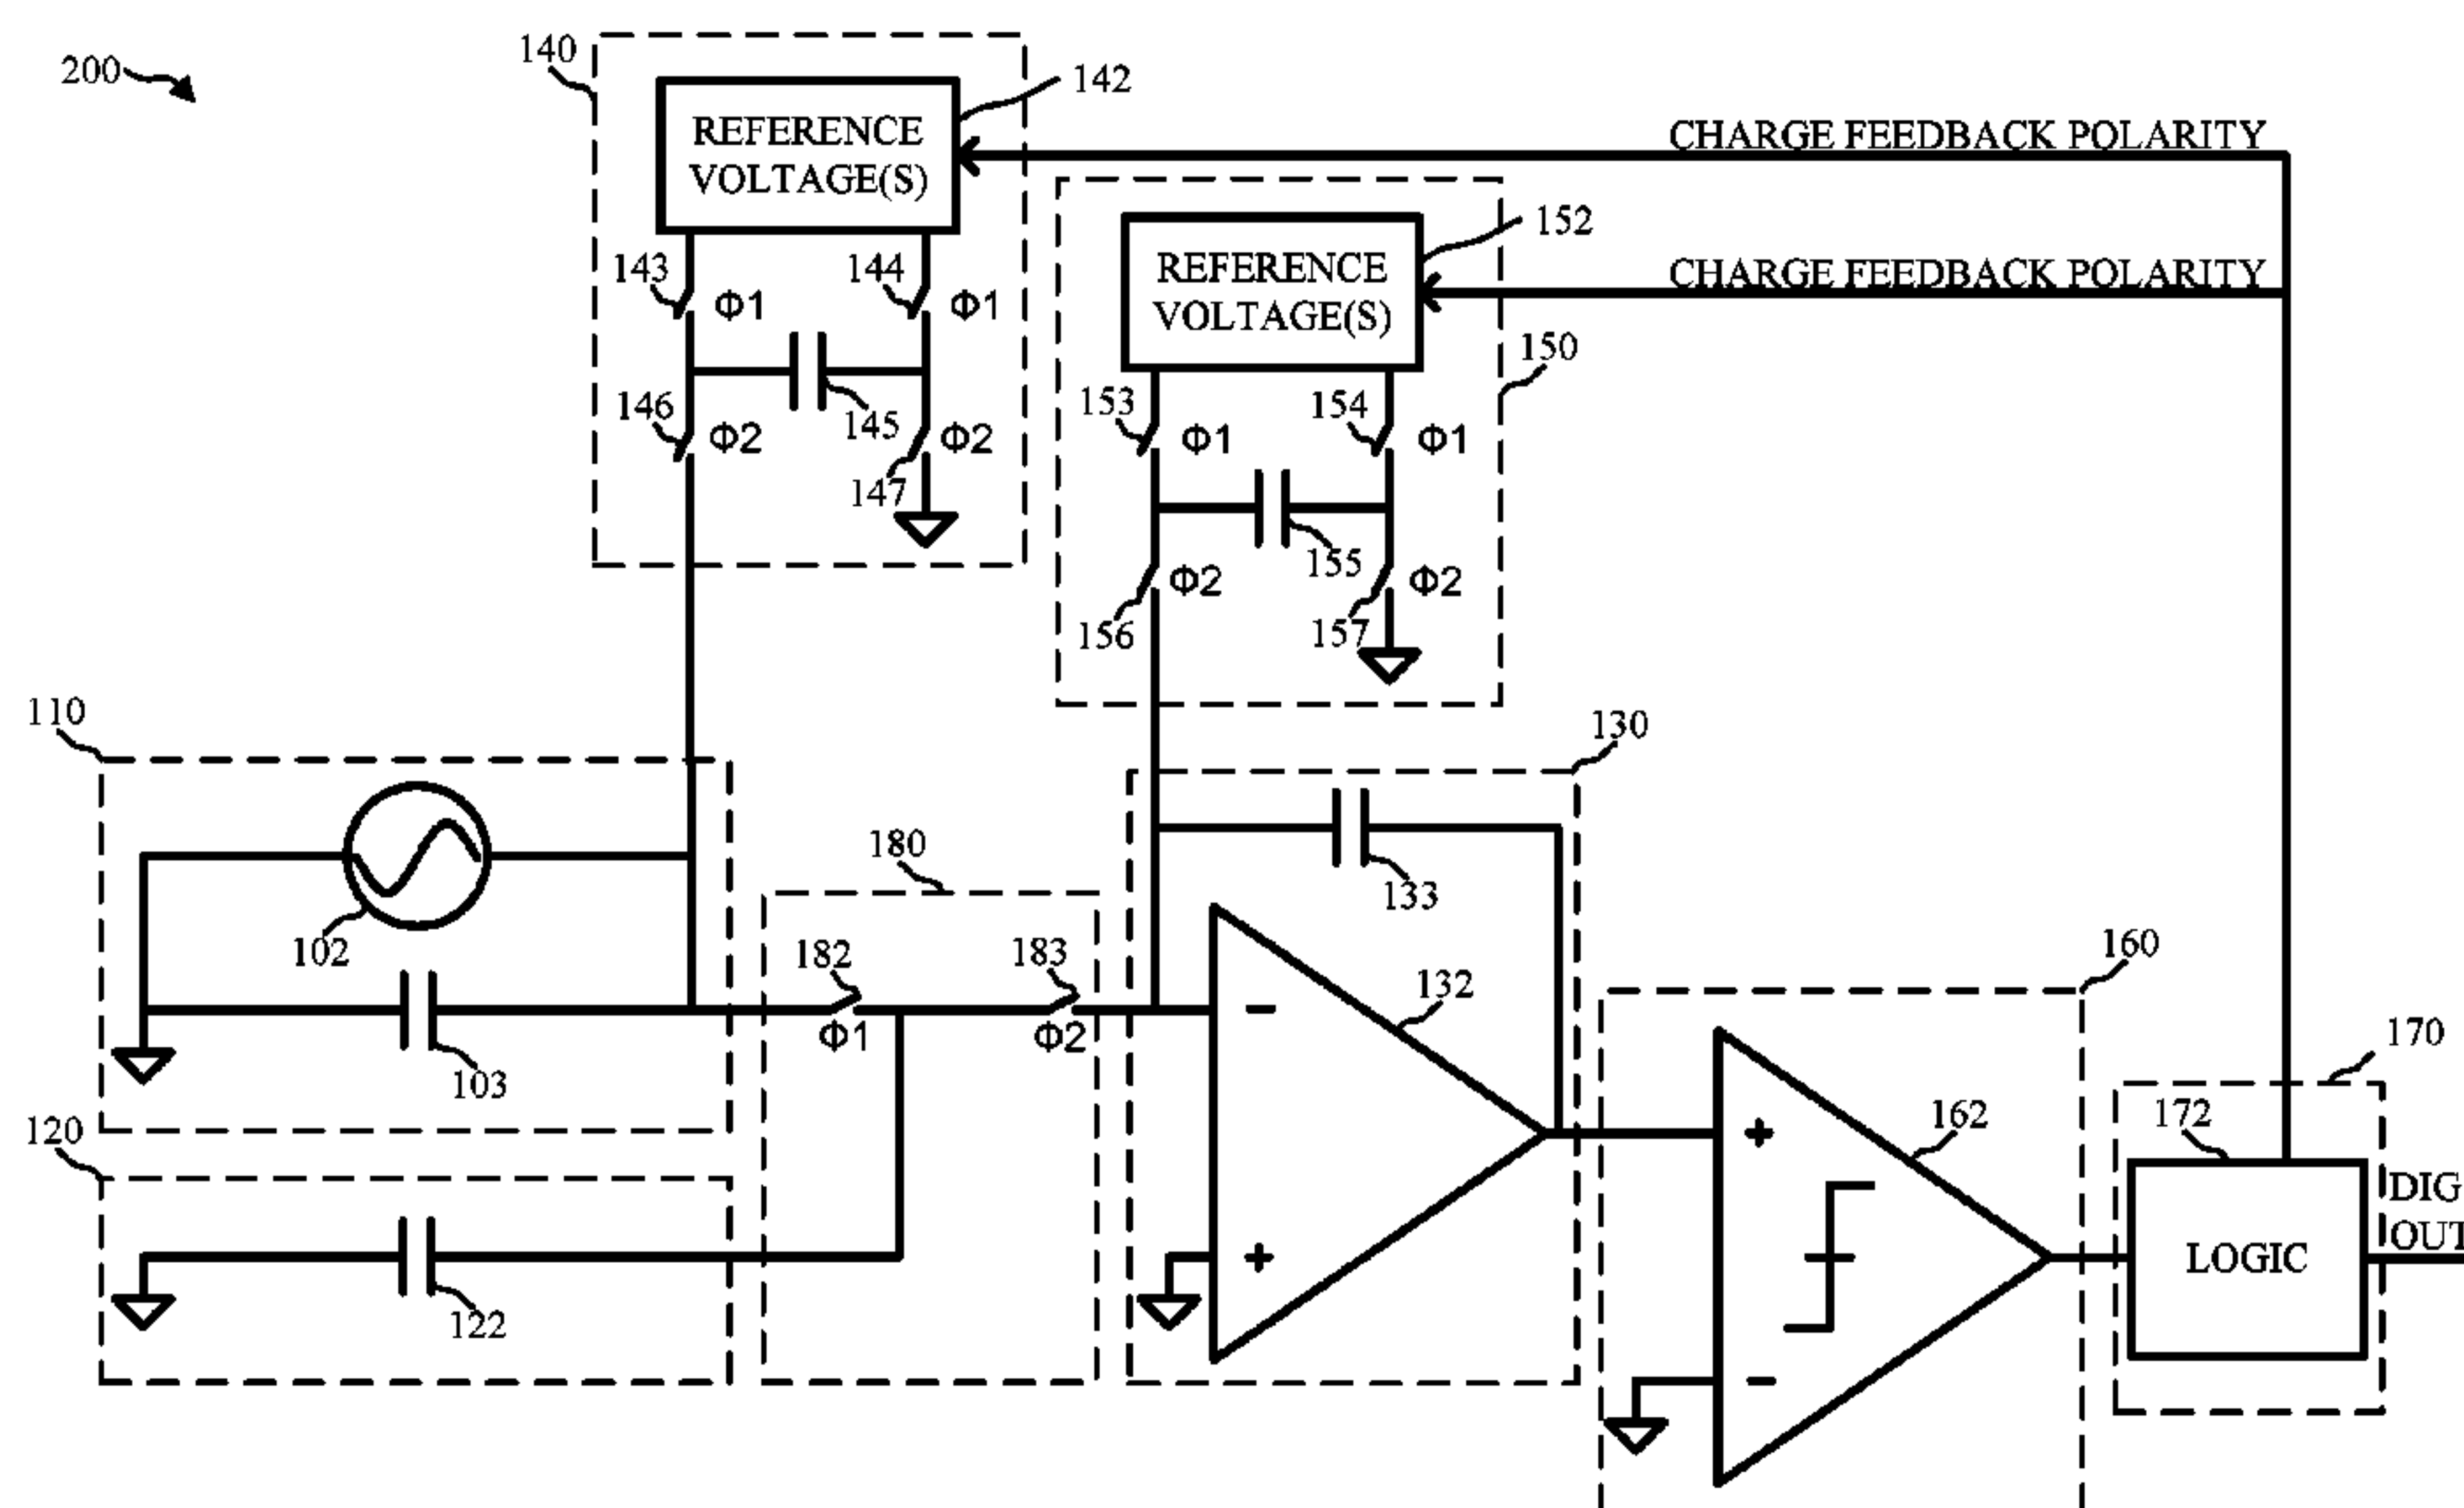 200
140
142
REFERENCE
VOLTAGE(S)
CHARGE FEEDBACK POLARITY
152
REFERENCE
VOLTAGE(S)
CHARGE FEEDBACK POLARITY
143
Φ1
144
Φ1
150
146
Φ2
145
Φ2
147
153
Φ1
154
Φ1
156
Φ2
155
Φ2
157
110
130
102
103
180
182
Φ1
183
Φ2
133
132
-
+
160
162
+
-
170
172
LOGIC
DIG
OUT
120
122